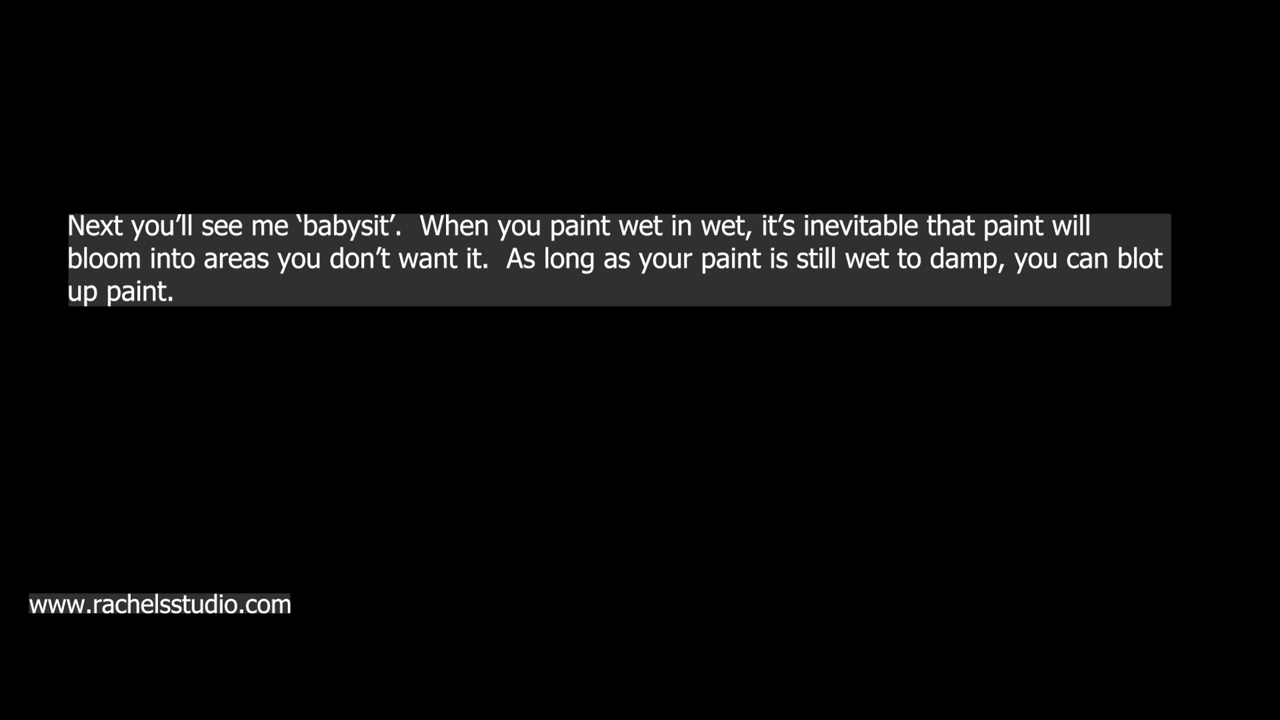 Next you’ll see me ‘babysit’.  When you paint wet in wet, it’s inevitable that paint will
bloom into areas you don’t want it.  As long as your paint is still wet to damp, you can blot
up paint.
www.rachelsstudio.com